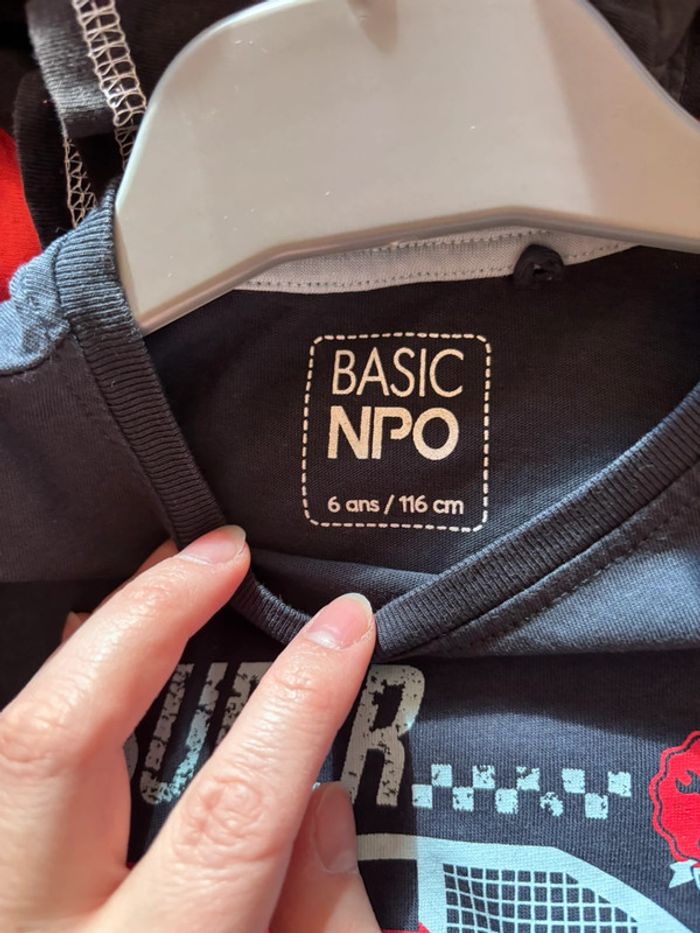 BASIC
NPO
6 ans / 116 cm